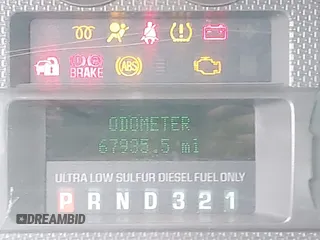 BRAKE
ABS
ODOMETER
67935.5 mi
ULTRA LOW SULFUR DIESEL FUEL ONLY
P R N D 3 2 1
DREAMBID